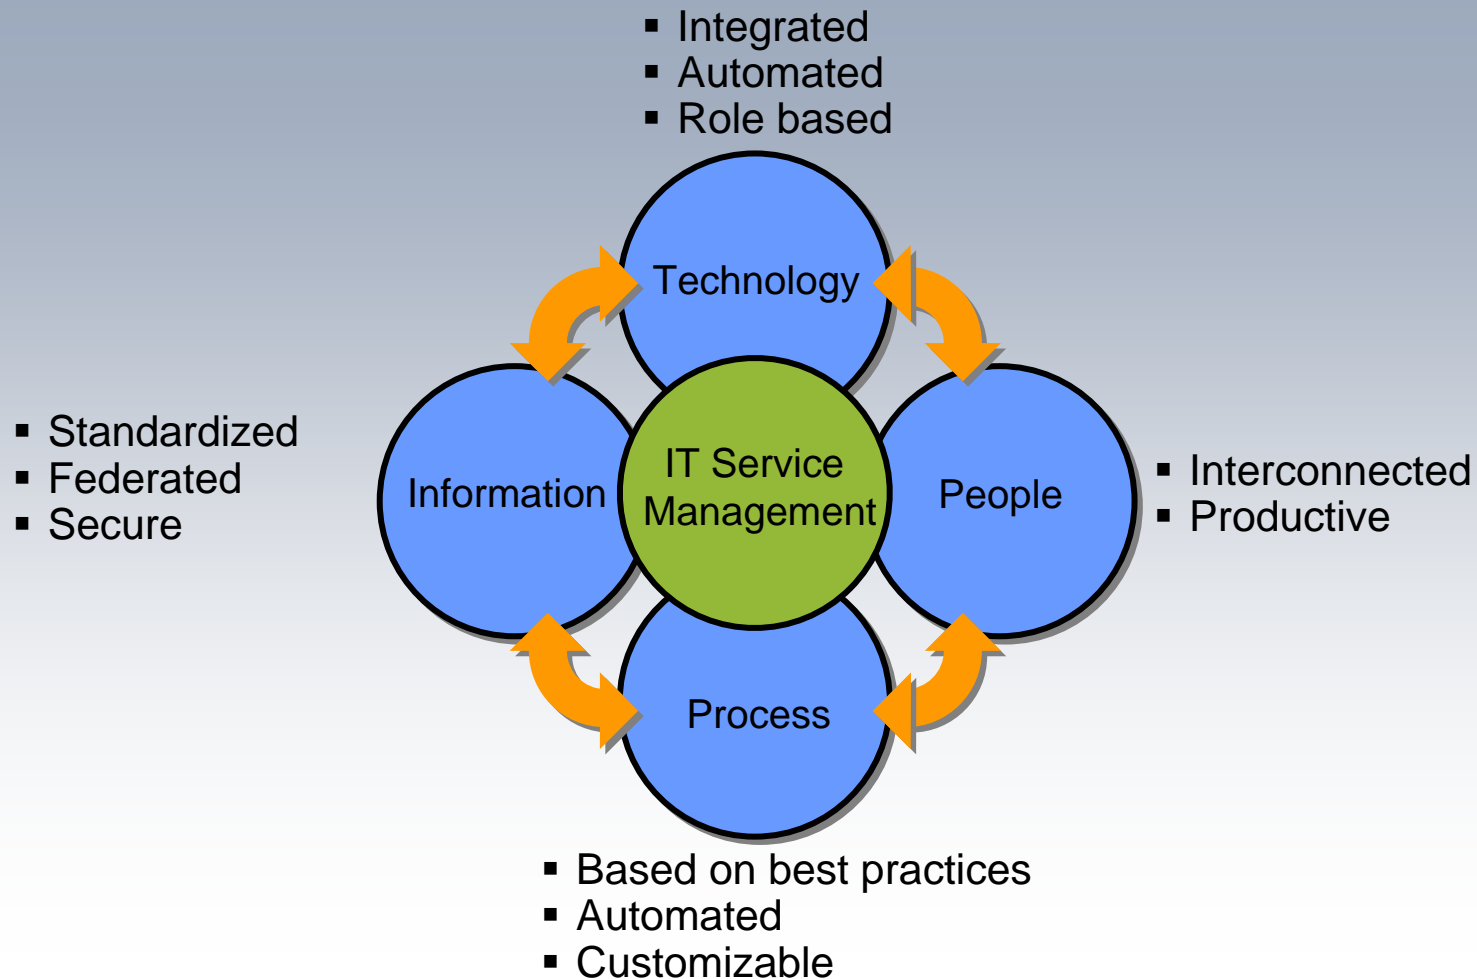 ▪ Integrated
▪ Automated
▪ Role based
Technology
▪ Standardized
▪ Federated
▪ Secure
Information
IT Service
Management
People
▪ Interconnected
▪ Productive
Process
▪ Based on best practices
▪ Automated
▪ Customizable